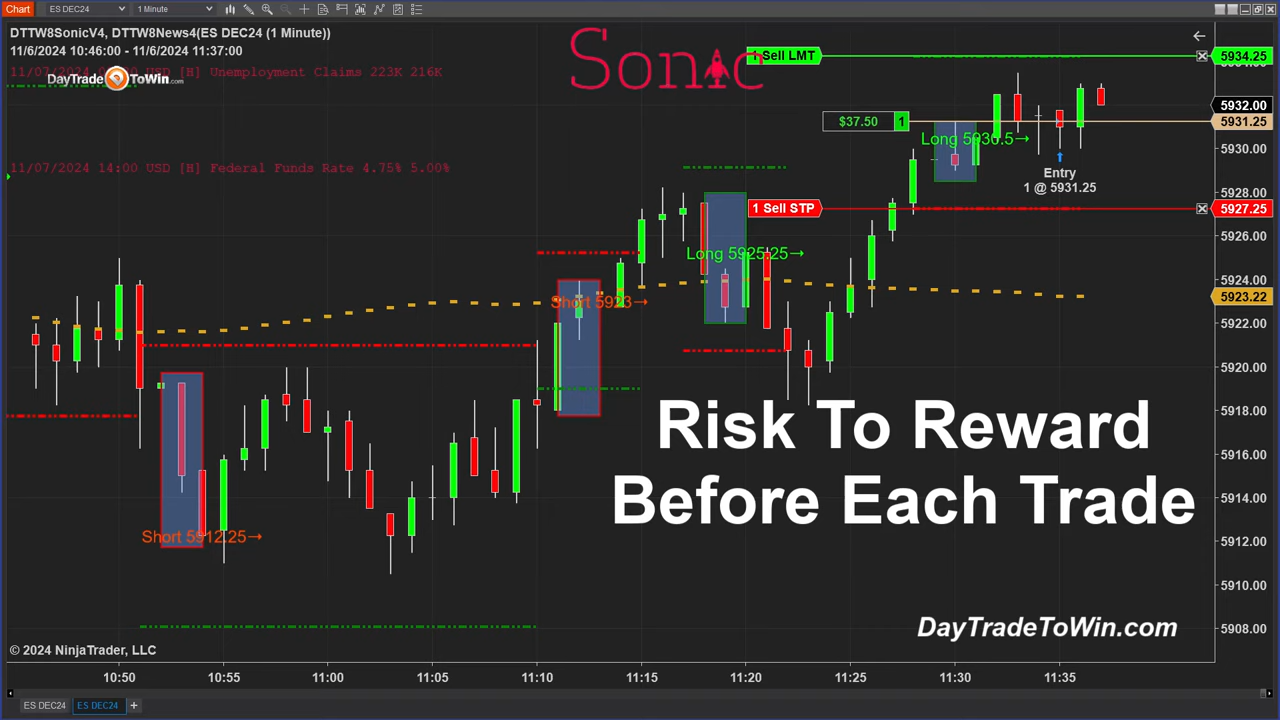 Chart ES DEC24 1 Minute
DTTW8SonicV4, DTTW8News4(ES DEC24 (1 Minute))
11/6/2024 10:46:00 - 11/6/2024 11:37:00
USD [H] Unemployment Claims 223K 216K
DayTradeToWin.com
Sonic
1 Sell LMT
5934.25
5932.00
$37.50 1
5931.25
Long 5930.5→
5930.00
11/07/2024 14:00 USD [H] Federal Funds Rate 4.75% 5.00%
Entry
1 @ 5931.25
5928.00
1 Sell STP
5927.25
5926.00
Long 5925.25→
5924.00
Short 5923→
5923.22
5922.00
5920.00
5918.00
Risk To Reward
Before Each Trade
5916.00
5914.00
Short 5912.25→
5912.00
5910.00
DayTradeToWin.com
5908.00
© 2024 NinjaTrader, LLC
10:50 10:55 11:00 11:05 11:10 11:15 11:20 11:25 11:30 11:35
ES DEC24 ES DEC24 +